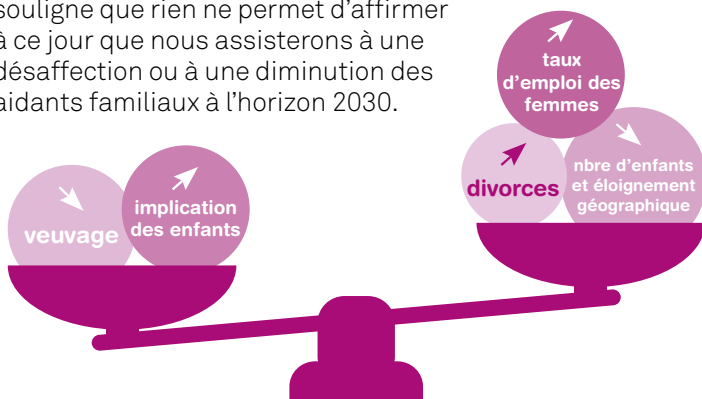 souligne que rien ne permet d'affirmer
à ce jour que nous assisterons à une
désaffection ou à une diminution des
aidants familiaux à l'horizon 2030.
taux
d'emploi des
femmes
divorces
nbre d'enfants
et éloignement
géographique
veuvage
implication
des enfants